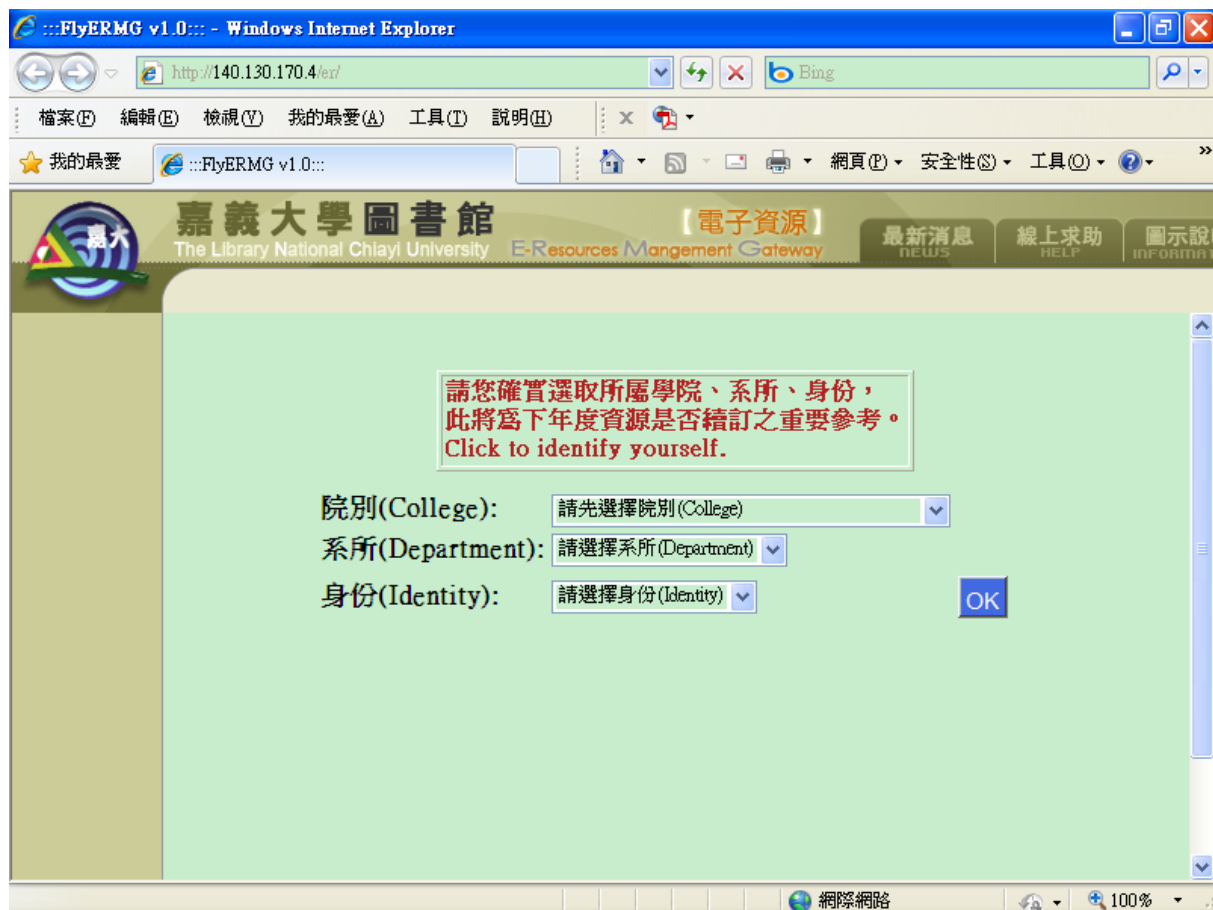 :::FlyERMG v1.0::: - Windows Internet Explorer
http://140.130.170.4/er/
Bing
檔案(F) 編輯(E) 檢視(V) 我的最愛(A) 工具(T) 說明(H)
我的最愛 :::FlyERMG v1.0::: 網頁(P) 安全性(S) 工具(O) »
嘉大
嘉義大學圖書館
The Library National Chiayi University
【電子資源】
E-Resources Mangement Gateway
最新消息
NEWS
線上求助
HELP
圖示說
INFORMA
請您確實選取所屬學院、系所、身份，
此將為下年度資源是否續訂之重要參考。
Click to identify yourself.
院別(College): 請先選擇院別(College)
系所(Department): 請選擇系所(Department)
身份(Identity): 請選擇身份(Identity)
OK
網際網路 100%